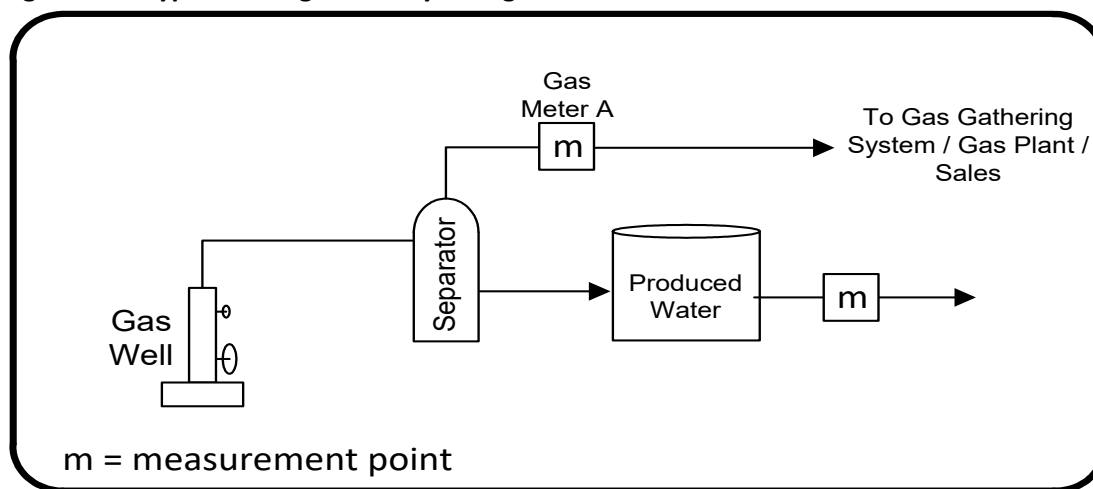 Gas
Meter A
m
To Gas Gathering
System / Gas Plant /
Sales
Separator
Produced
Water
m
Gas
Well
m = measurement point